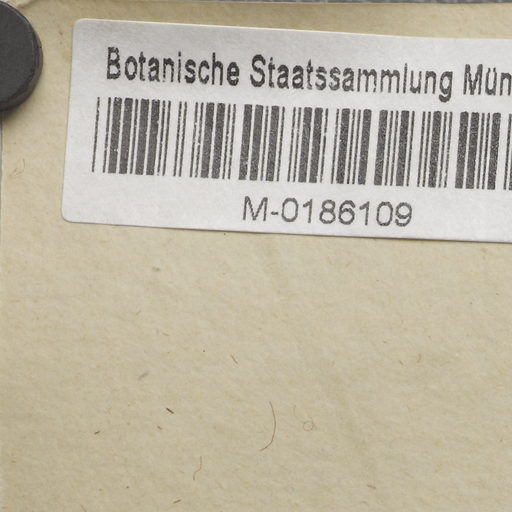 Botanische Staatssammlung Mün
M-0186109